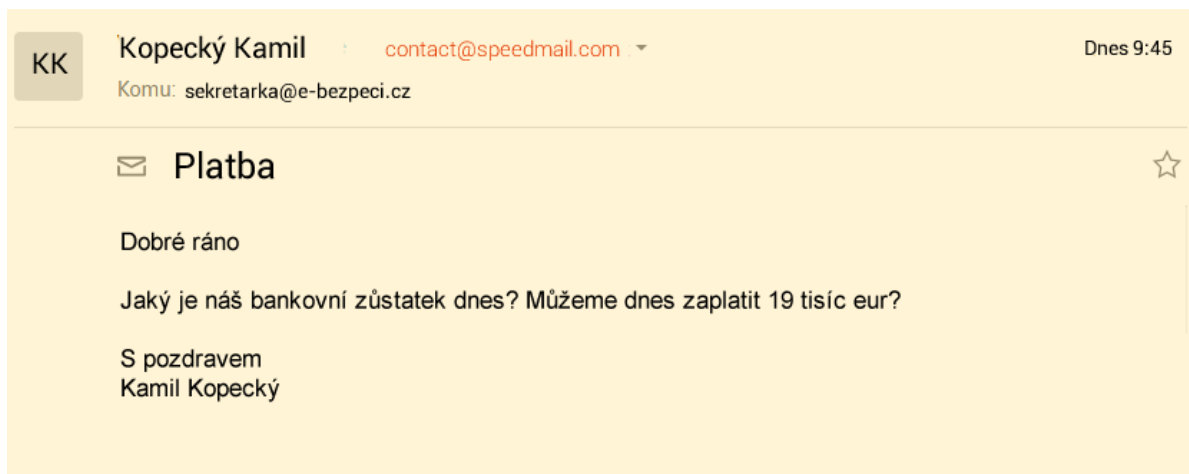 KK
Kopecký Kamil contact@speedmail.com
Dnes 9:45
Komu: sekretarka@e-bezpeci.cz
Platba
Dobré ráno
Jaký je náš bankovní zůstatek dnes? Můžeme dnes zaplatit 19 tisíc eur?
S pozdravem
Kamil Kopecký